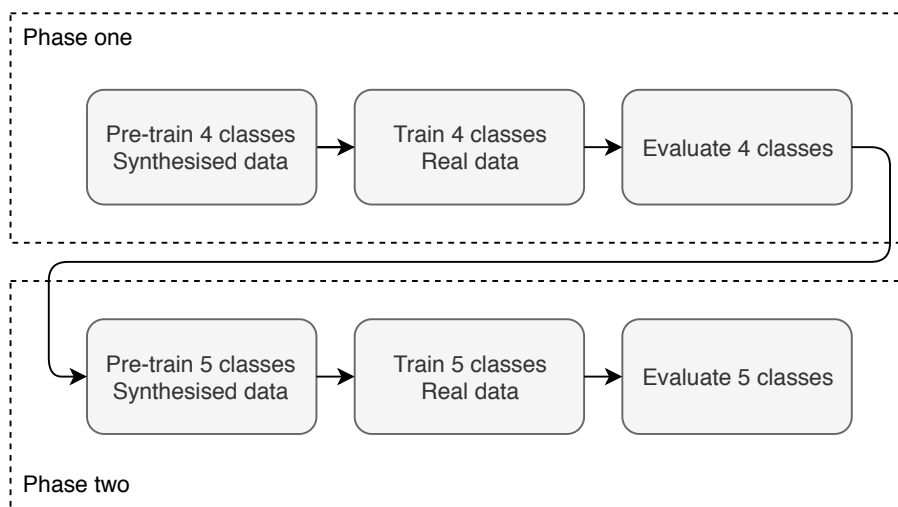 Phase one
Pre-train 4 classes
Synthesised data
Train 4 classes
Real data
Evaluate 4 classes
Pre-train 5 classes
Synthesised data
Train 5 classes
Real data
Evaluate 5 classes
Phase two